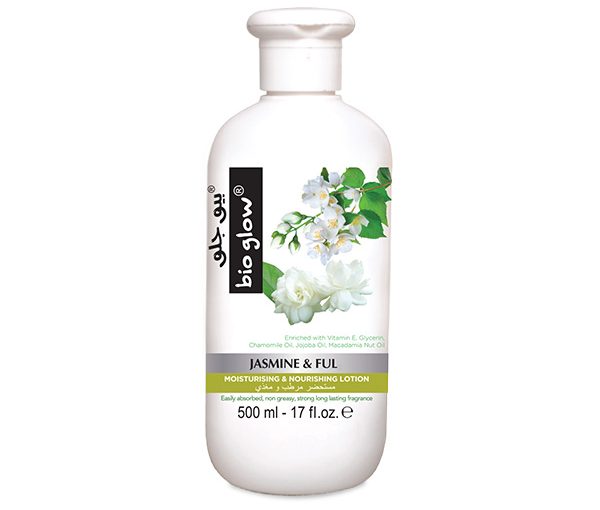 بيو جلو®
bio glow®
Enriched with Vitamin E, Glycerin,
Chamomile Oil, Jojoba Oil, Macadamia Nut Oil
JASMINE & FUL
MOISTURISING & NOURISHING LOTION
مستحضر مرطب و مغذي
Easily absorbed, non greasy, strong long lasting fragrance
500 ml - 17 fl.oz. ℮